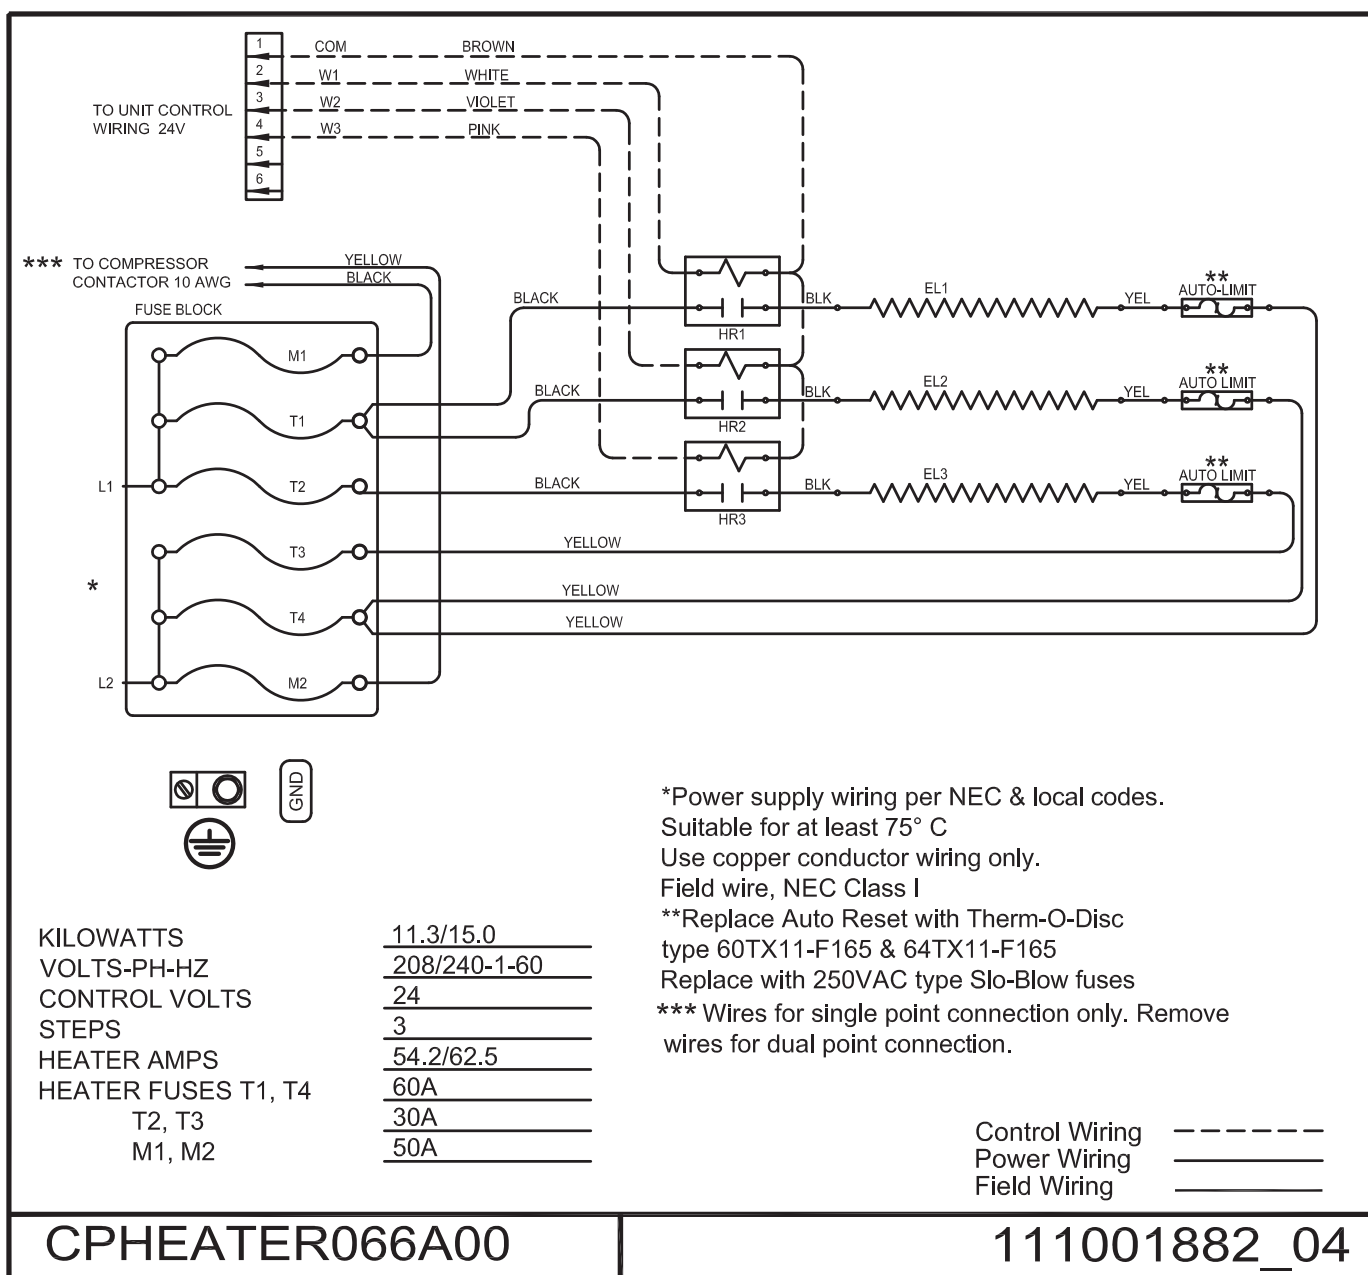 1 COM BROWN
2 W1 WHITE
3 W2 VIOLET
4 W3 PINK
5
6
TO UNIT CONTROL
WIRING 24V
*** TO COMPRESSOR
CONTACTOR 10 AWG
YELLOW
BLACK
FUSE BLOCK
M1
T1
L1 T2
T3
*
T4
L2 M2
BLACK HR1 BLK EL1 YEL
**
AUTO-LIMIT
BLACK HR2 BLK EL2 YEL
**
AUTO LIMIT
BLACK HR3 BLK EL3 YEL
**
AUTO LIMIT
YELLOW
YELLOW
YELLOW
GND
*Power supply wiring per NEC & local codes.
Suitable for at least 75° C
Use copper conductor wiring only.
Field wire, NEC Class I
**Replace Auto Reset with Therm-O-Disc
type 60TX11-F165 & 64TX11-F165
Replace with 250VAC type Slo-Blow fuses
*** Wires for single point connection only. Remove
wires for dual point connection.
KILOWATTS 11.3/15.0
VOLTS-PH-HZ 208/240-1-60
CONTROL VOLTS 24
STEPS 3
HEATER AMPS 54.2/62.5
HEATER FUSES T1, T4 60A
T2, T3 30A
M1, M2 50A
Control Wiring
Power Wiring
Field Wiring
CPHEATER066A00
111001882_04